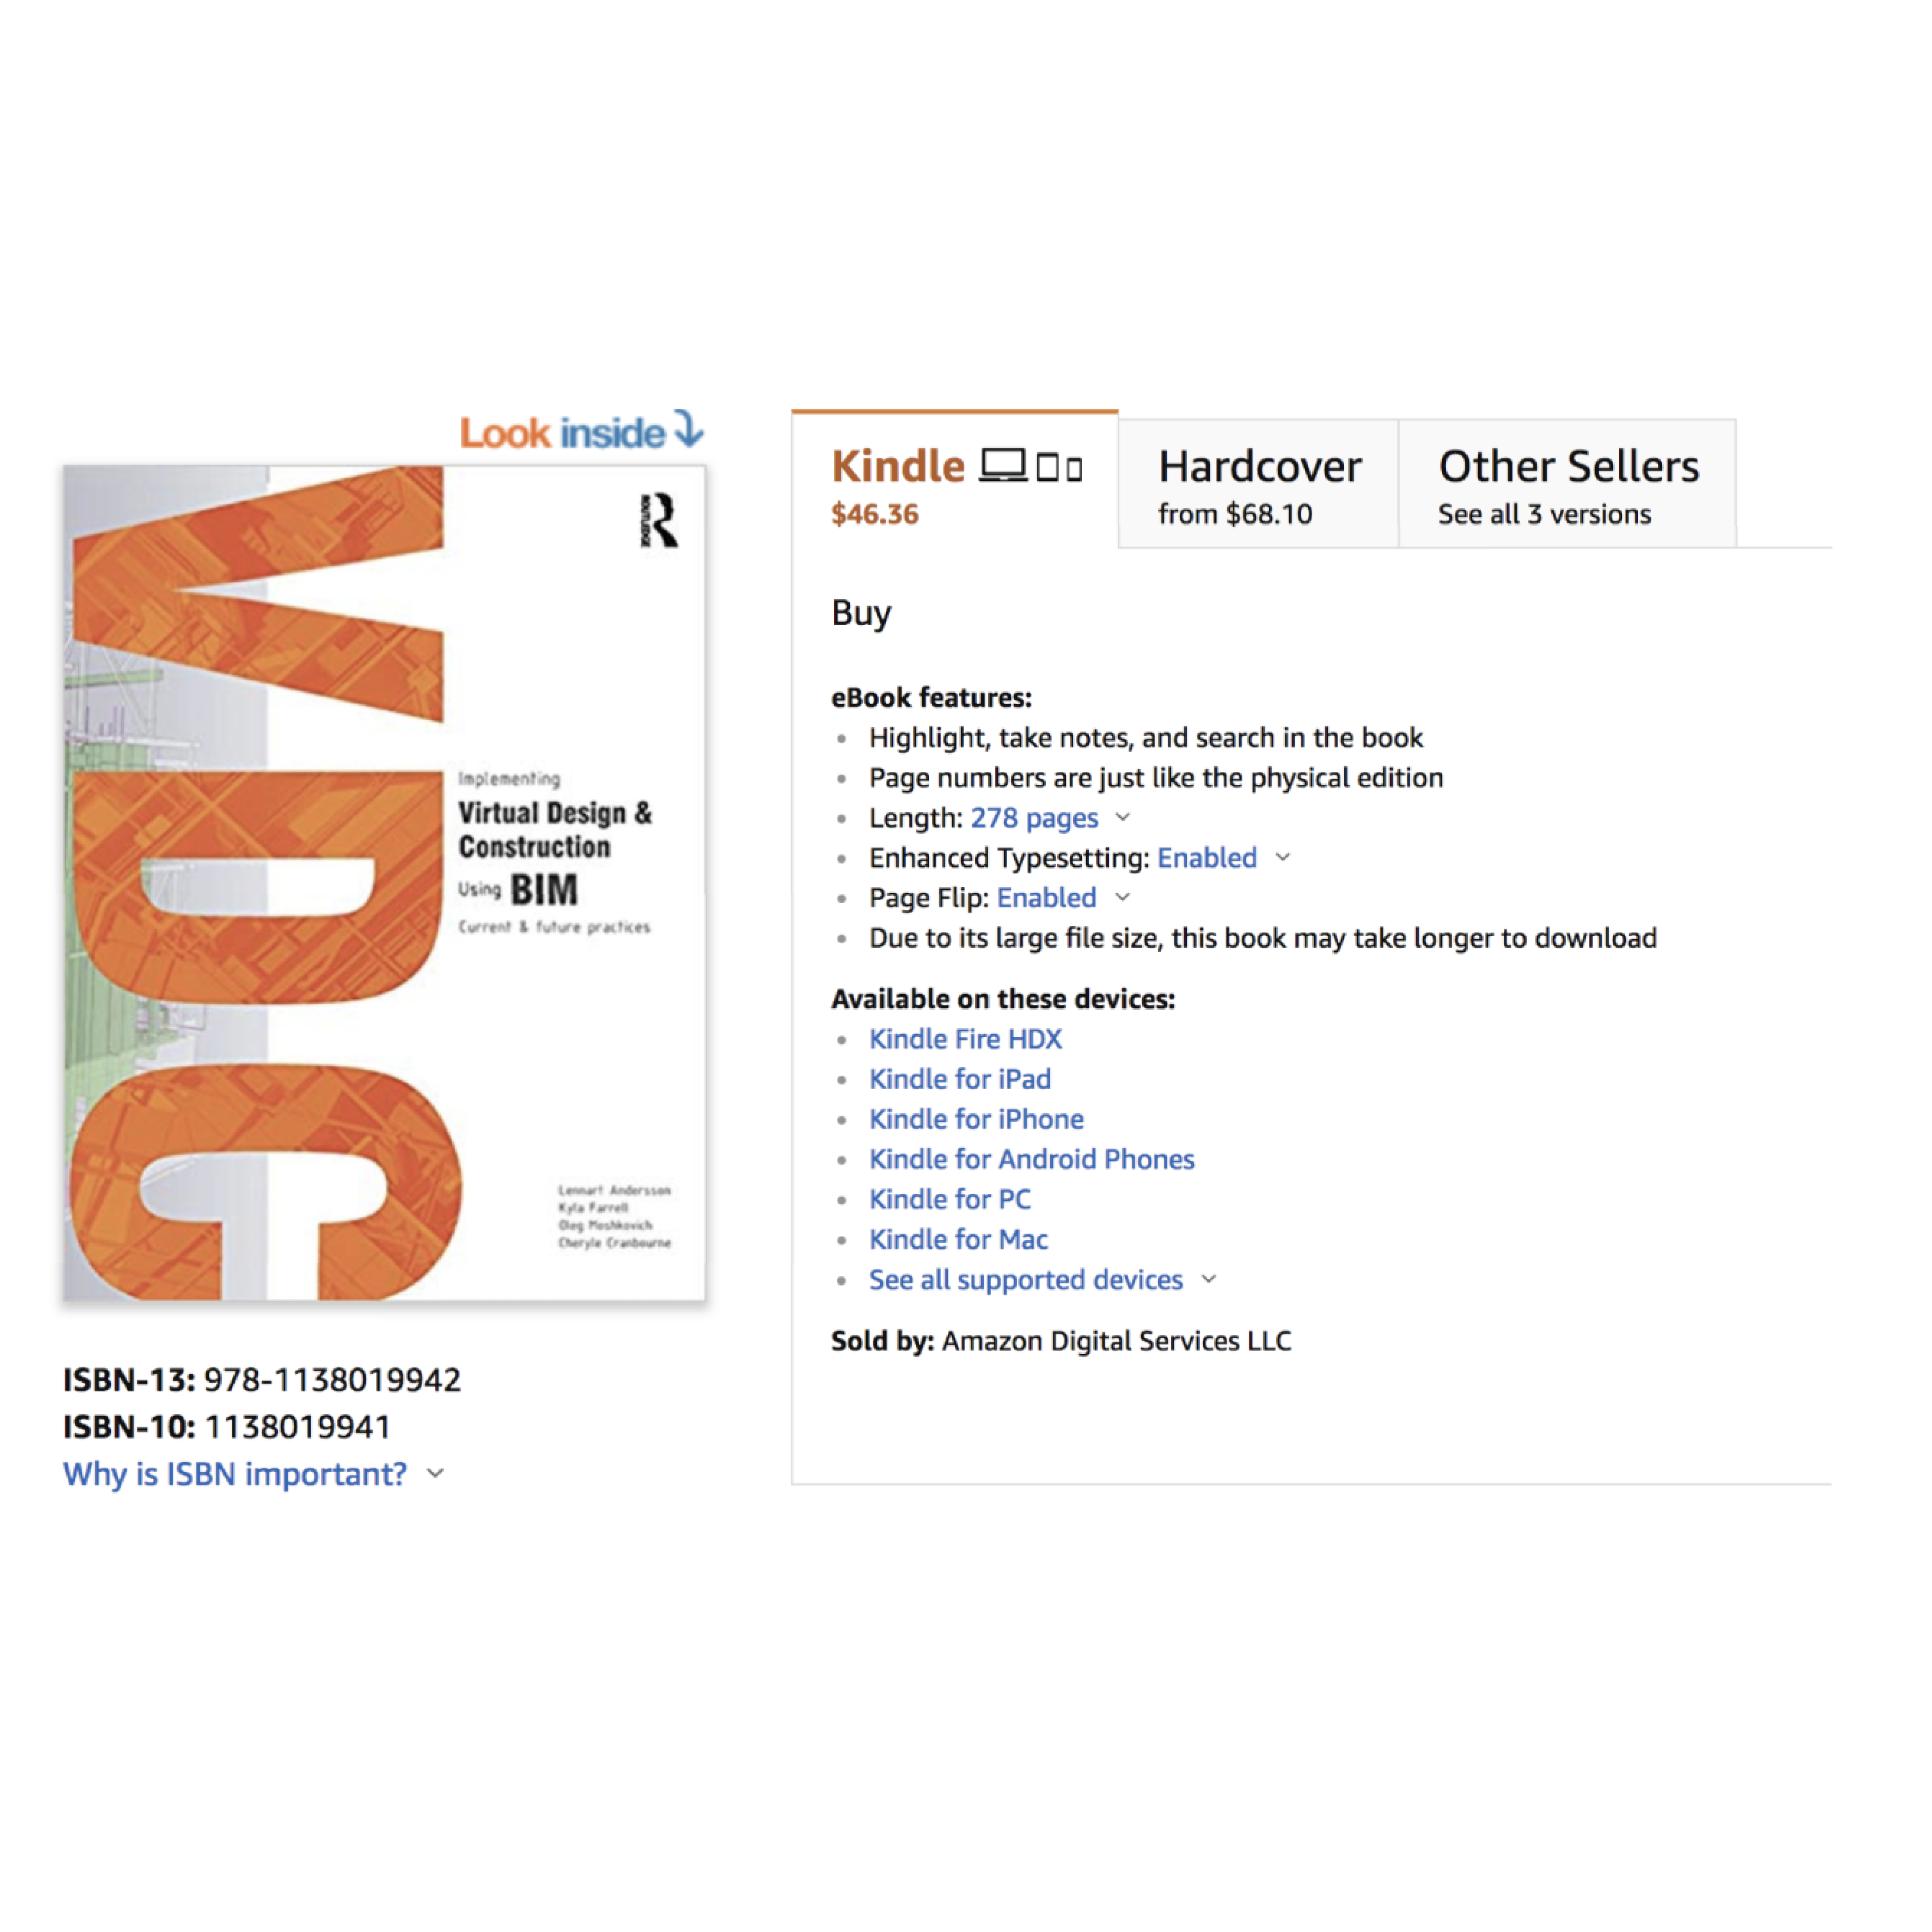 Look inside
VDC
ROUTLEDGE
Implementing
Virtual Design &
Construction
Using BIM
Current & future practices
Lennart Andersson
Kyla Farrell
Oleg Moshkovich
Cheryle Cranbourne
ISBN-13: 978-1138019942
ISBN-10: 1138019941
Why is ISBN important?
Kindle
$46.36
Hardcover
from $68.10
Other Sellers
See all 3 versions
Buy
eBook features:
Highlight, take notes, and search in the book
Page numbers are just like the physical edition
Length: 278 pages
Enhanced Typesetting: Enabled
Page Flip: Enabled
Due to its large file size, this book may take longer to download
Available on these devices:
Kindle Fire HDX
Kindle for iPad
Kindle for iPhone
Kindle for Android Phones
Kindle for PC
Kindle for Mac
See all supported devices
Sold by: Amazon Digital Services LLC